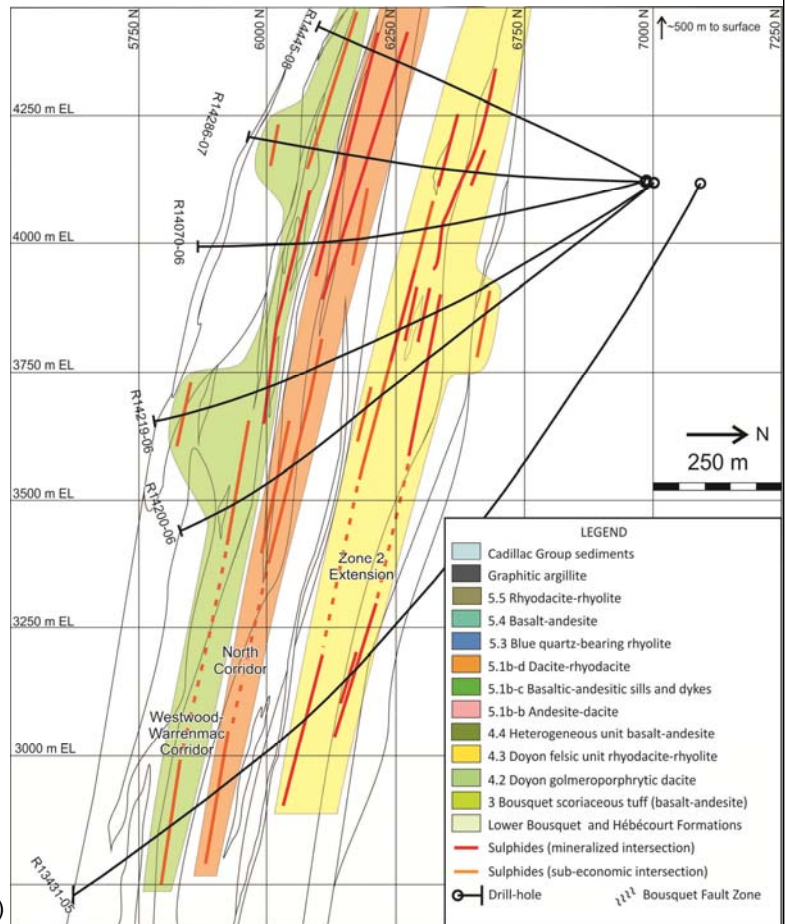 5750 N
6000 N
6250 N
6750 N
7000 N
7250 N
~500 m to surface
R14445-08
4250 m EL
R14286-07
4000 m EL
R14070-06
3750 m EL
R14219-06
N
250 m
3500 m EL
R14200-06
Zone 2
Extension
3250 m EL
North
Corridor
Westwood-
Warrenmac
Corridor
3000 m EL
R13431-05
LEGEND
Cadillac Group sediments
Graphitic argillite
5.5 Rhyodacite-rhyolite
5.4 Basalt-andesite
5.3 Blue quartz-bearing rhyolite
5.1b-d Dacite-rhyodacite
5.1b-c Basaltic-andesitic sills and dykes
5.1b-b Andesite-dacite
4.4 Heterogeneous unit basalt-andesite
4.3 Doyon felsic unit rhyodacite-rhyolite
4.2 Doyon golmeroporphrytic dacite
3 Bousquet scoriaceous tuff (basalt-andesite)
Lower Bousquet and Hébécourt Formations
Sulphides (mineralized intersection)
Sulphides (sub-economic intersection)
Drill-hole Bousquet Fault Zone
)